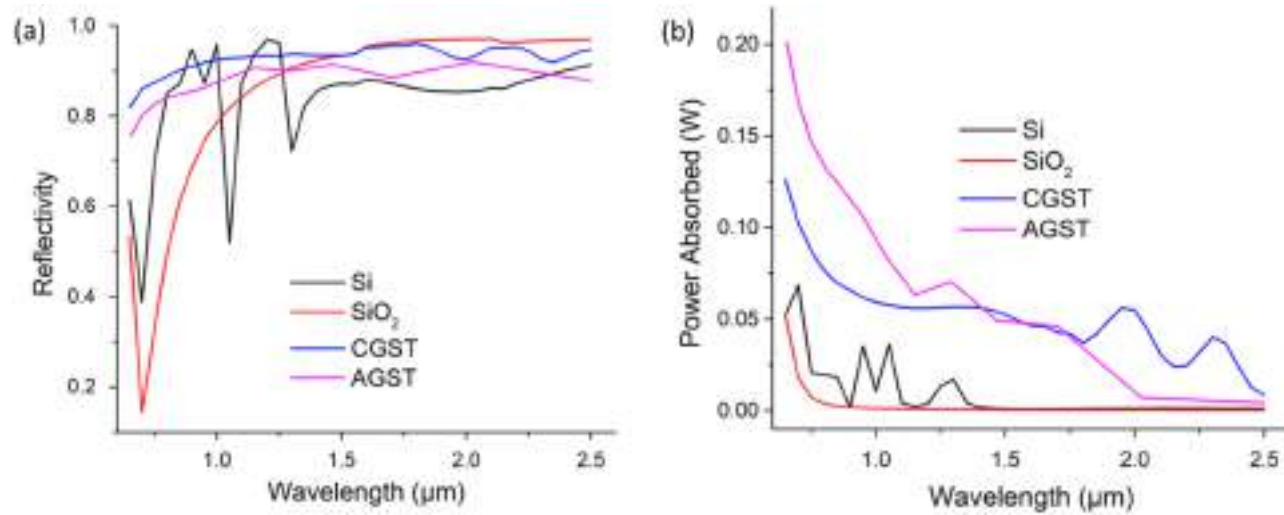 (a)
1.0
0.8
0.6
0.4
0.2
Reflectivity
Si
SiO₂
CGST
AGST
1.0
1.5
2.0
2.5
Wavelength (μm)
(b)
0.20
0.15
0.10
0.05
0.00
Power Absorbed (W)
Si
SiO₂
CGST
AGST
1.0
1.5
2.0
2.5
Wavelength (μm)